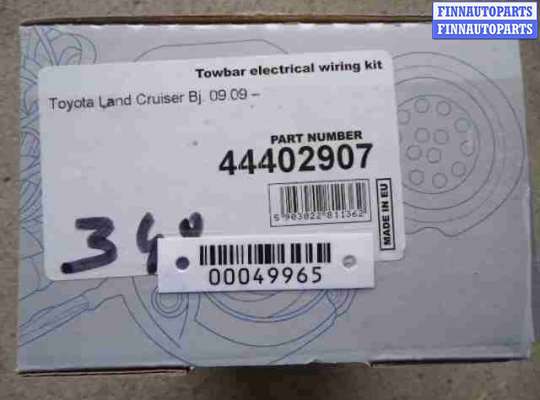 FINNAUTOPARTS
FINNAUTOPARTS
Towbar electrical wiring kit
Toyota Land Cruiser Bj. 09.09 –
PART NUMBER
44402907
5 903022 811362
MADE IN EU
00049965